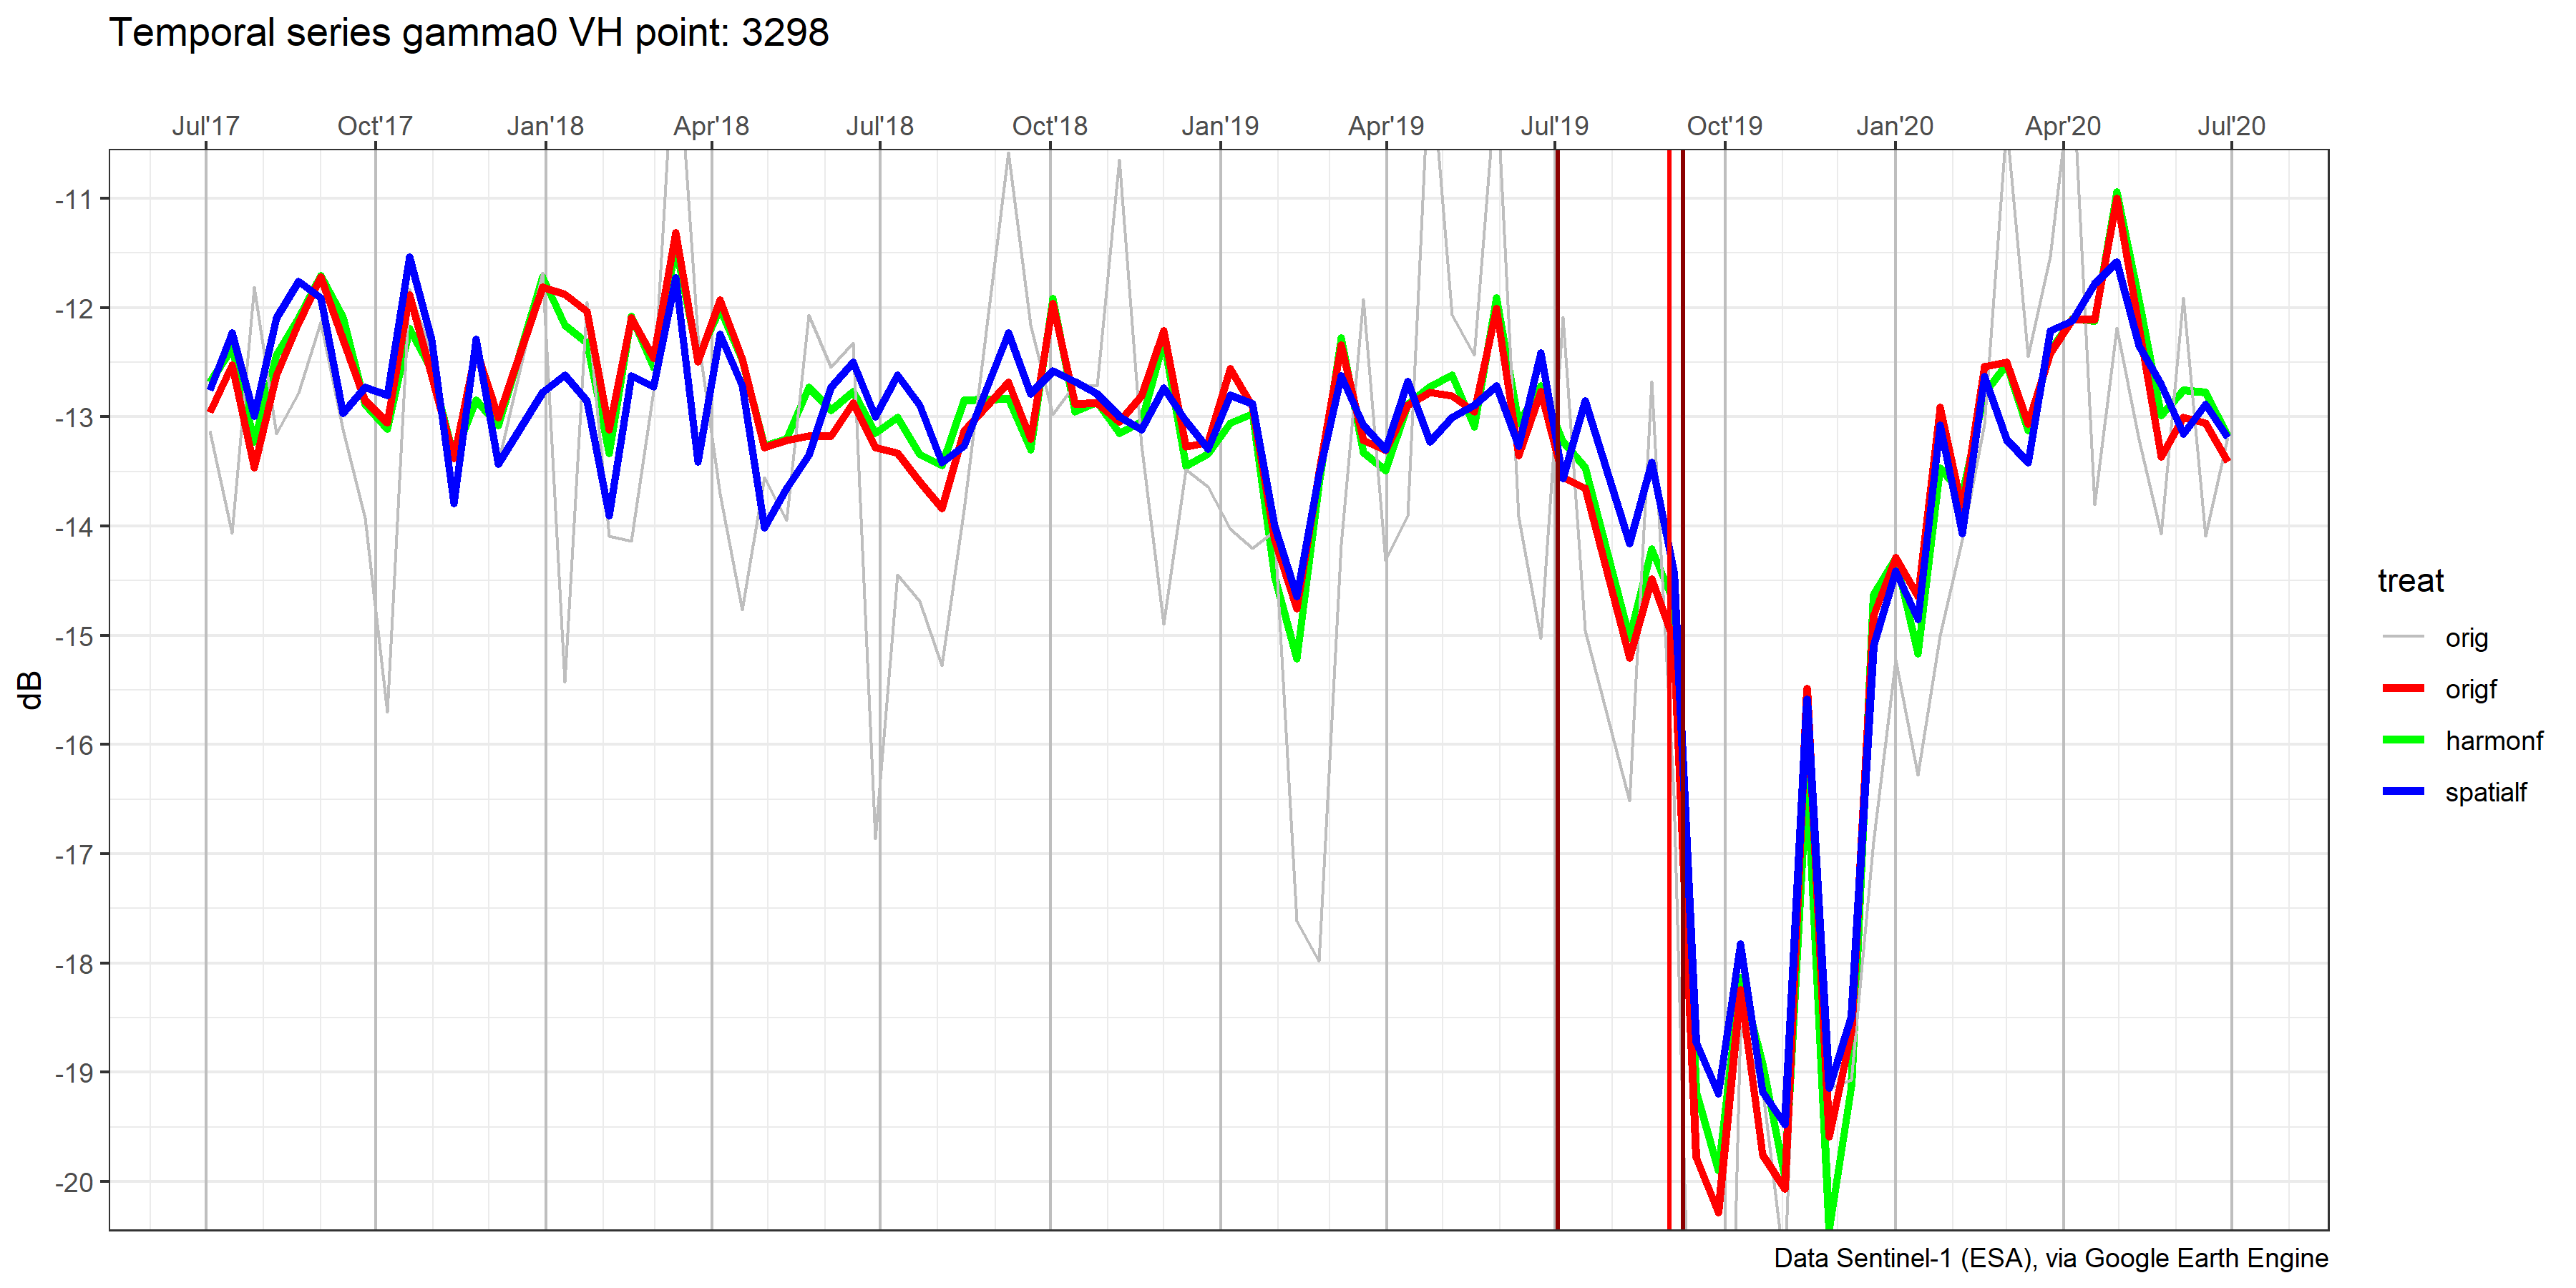 Temporal series gamma0 VH point: 3298
Jul'17 Oct'17 Jan'18 Apr'18 Jul'18 Oct'18 Jan'19 Apr'19 Jul'19 Oct'19 Jan'20 Apr'20 Jul'20
-11
-12
-13
-14
-15
-16
-17
-18
-19
-20
dB
treat
orig
origf
harmonf
spatialf
Data Sentinel-1 (ESA), via Google Earth Engine